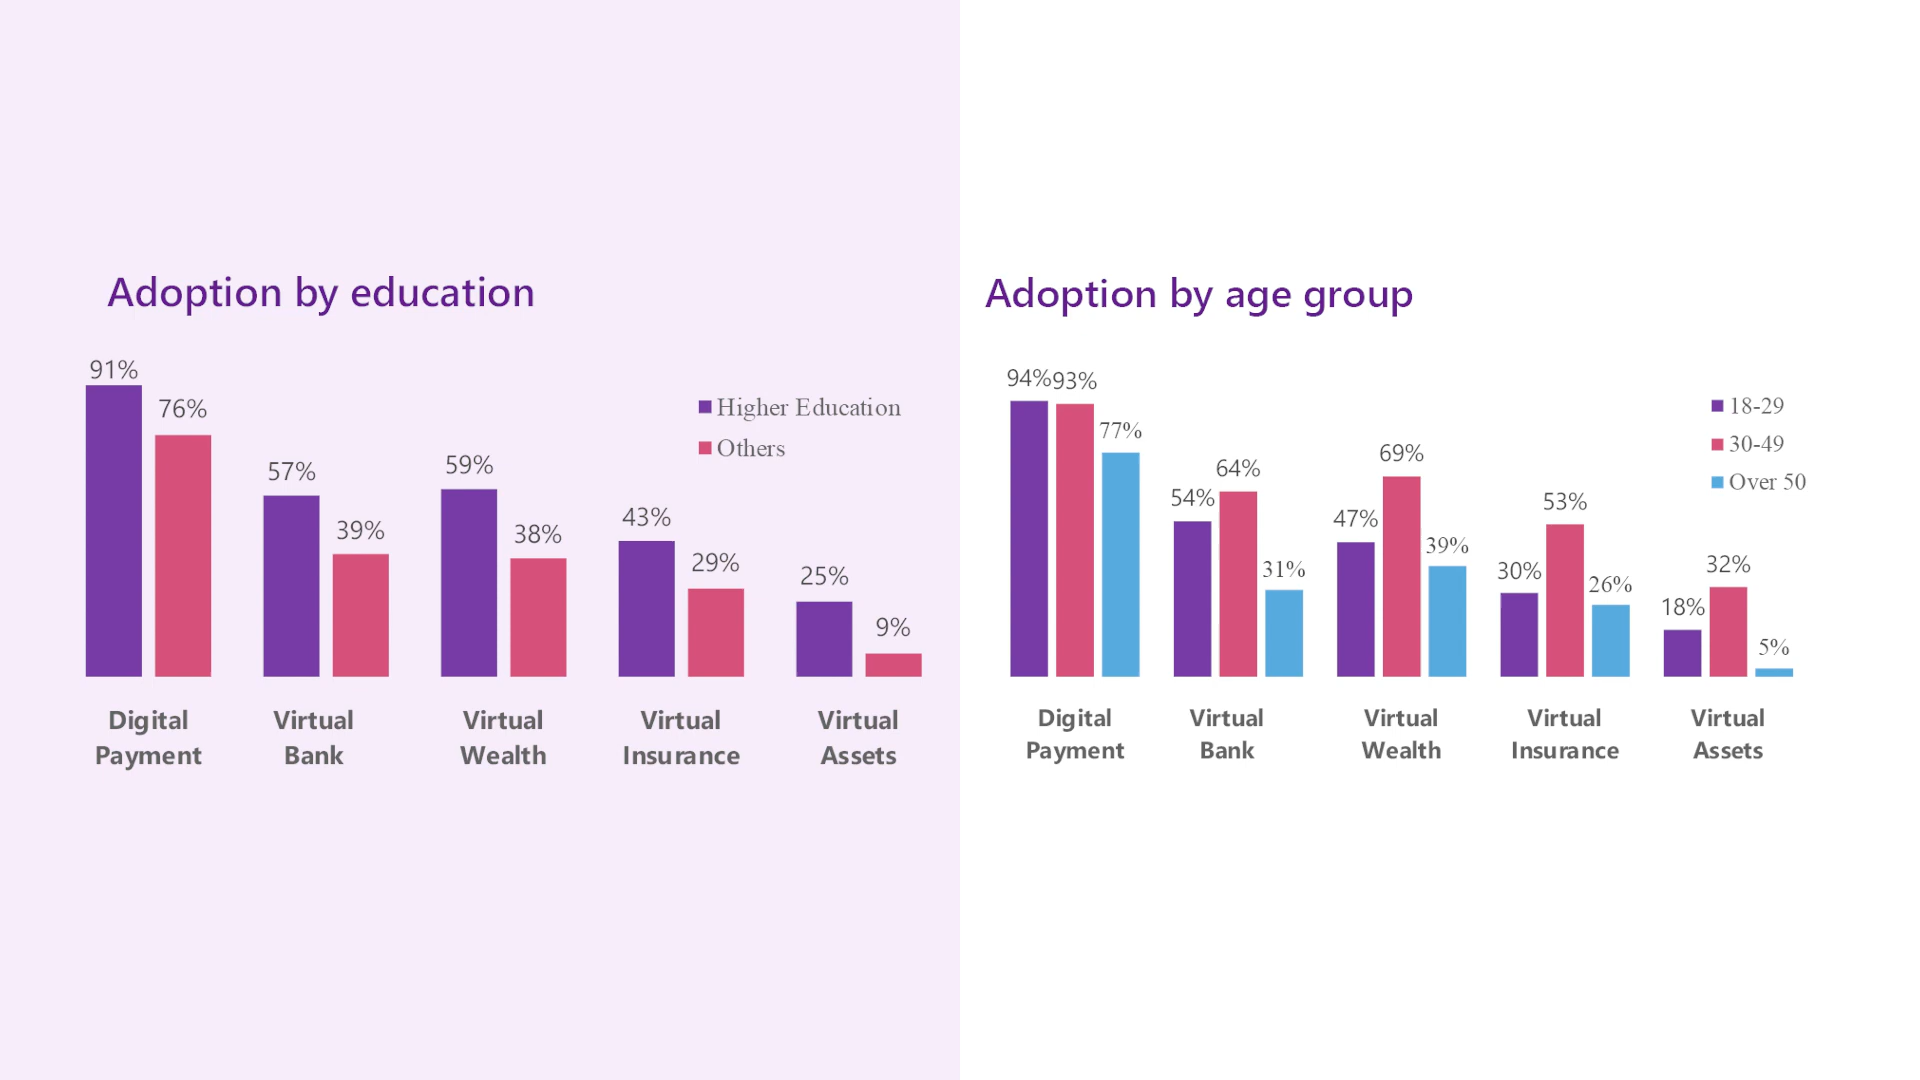 Adoption by education
91%
76%
57%
39%
59%
38%
43%
29%
25%
9%
Higher Education
Others
Digital
Payment
Virtual
Bank
Virtual
Wealth
Virtual
Insurance
Virtual
Assets
Adoption by age group
94%
93%
77%
54%
64%
31%
47%
69%
39%
30%
53%
26%
18%
32%
5%
18-29
30-49
Over 50
Digital
Payment
Virtual
Bank
Virtual
Wealth
Virtual
Insurance
Virtual
Assets